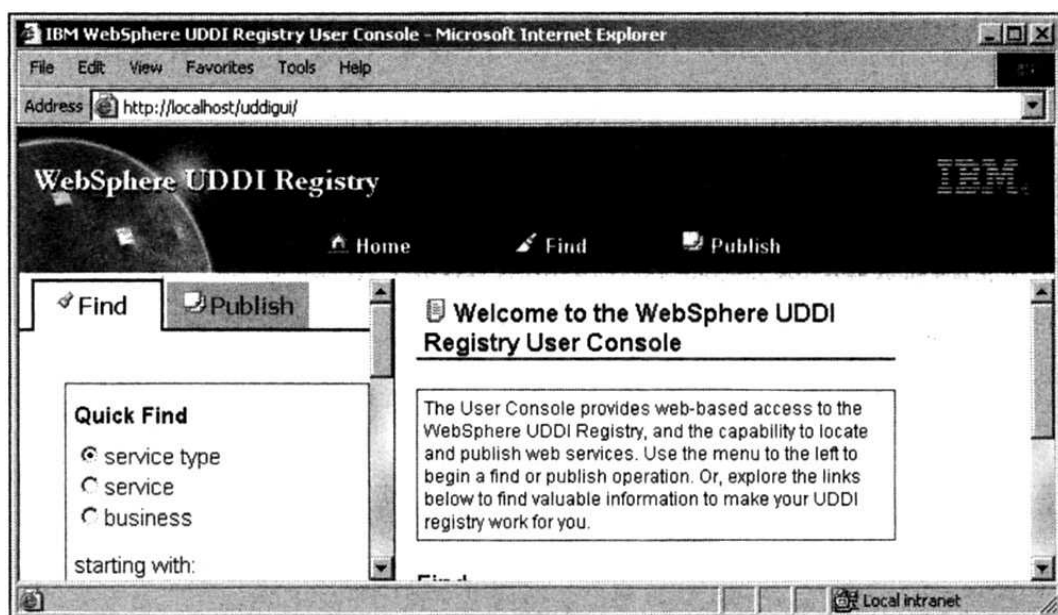 IBM WebSphere UDDI Registry User Console - Microsoft Internet Explorer
File Edit View Favorites Tools Help
Address http://localhost/uddigui/
WebSphere UDDI Registry
IBM.
Home Find Publish
Find Publish
Quick Find
service type
service
business
starting with:
Welcome to the WebSphere UDDI
Registry User Console
The User Console provides web-based access to the
WebSphere UDDI Registry, and the capability to locate
and publish web services. Use the menu to the left to
begin a find or publish operation. Or, explore the links
below to find valuable information to make your UDDI
registry work for you.
Find
Local intranet